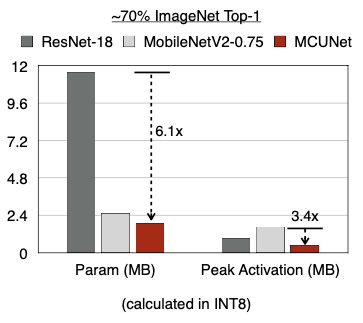 ~70% ImageNet Top-1
ResNet-18 MobileNetV2-0.75 MCUNet
12
9.6
7.2
4.8
2.4
0
6.1x
3.4x
Param (MB) Peak Activation (MB)
(calculated in INT8)